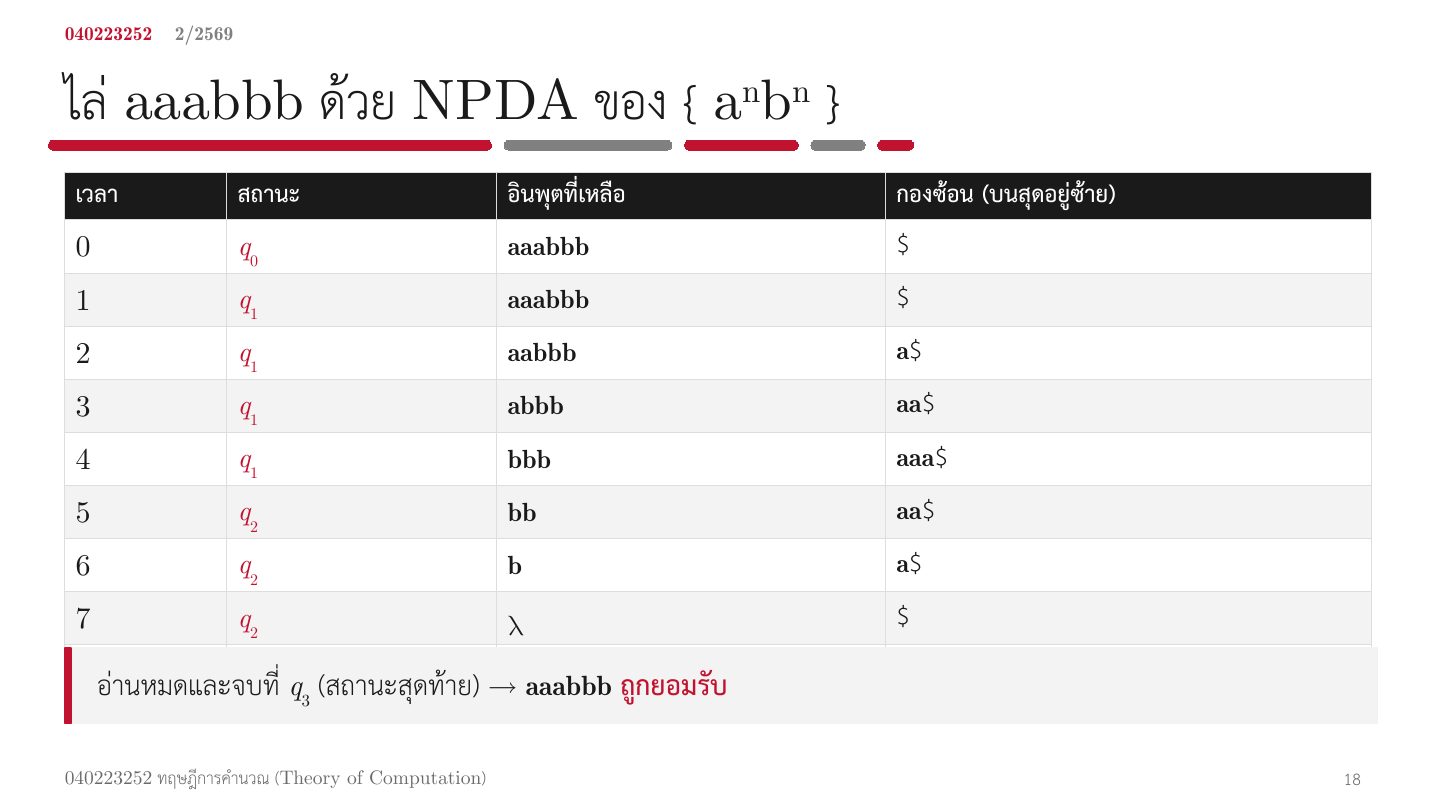 040223252 2/2569
ไล่ aaabbb ด้วย NPDA ของ { aⁿbⁿ }
เวลา สถานะ อินพุตที่เหลือ กองซ้อน (บนสุดอยู่ซ้าย)
0 q₀ aaabbb $
1 q₁ aaabbb $
2 q₁ aabbb a$
3 q₁ abbb aa$
4 q₁ bbb aaa$
5 q₂ bb aa$
6 q₂ b a$
7 q₂ λ $
อ่านหมดและจบที่ q₃ (สถานะสุดท้าย) → aaabbb ถูกยอมรับ
040223252 ทฤษฎีการคำนวณ (Theory of Computation) 18